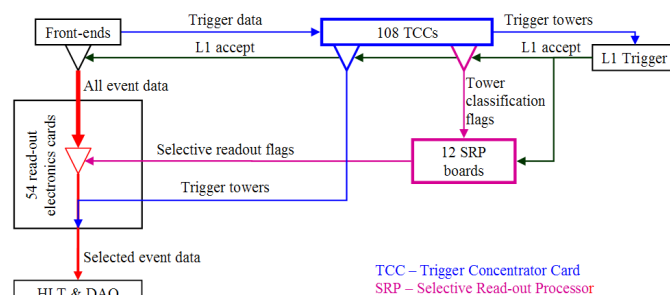 Trigger data
Trigger towers
Front-ends
108 TCCs
L1 accept
L1 accept
L1 Trigger
All event data
Tower
classification
flags
54 read-out
electronics cards
Selective readout flags
12 SRP
boards
Trigger towers
Selected event data
TCC – Trigger Concentrator Card
SRP – Selective Read-out Processor
HLT & DAQ